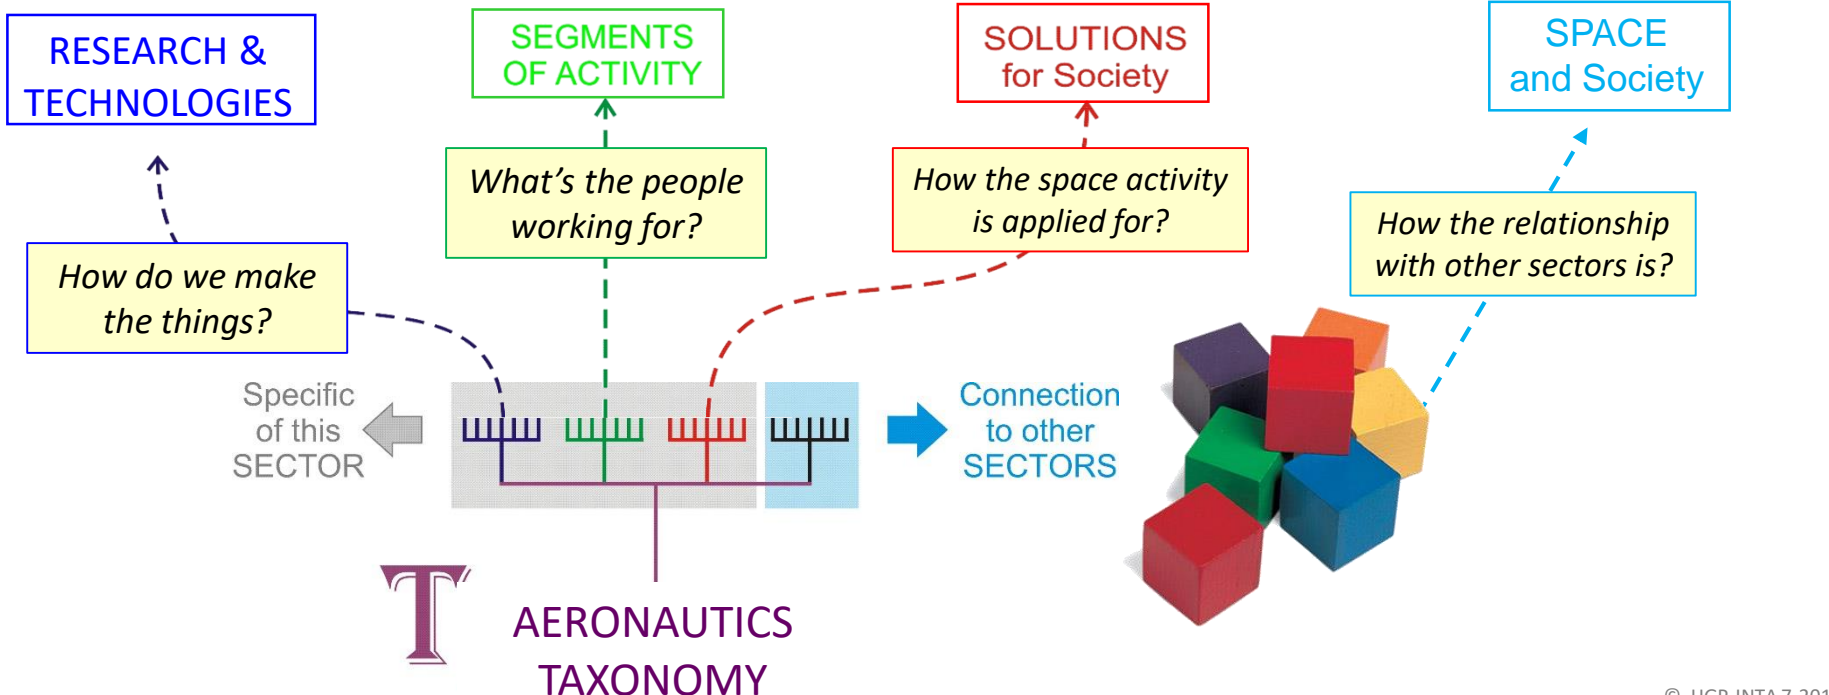 RESEARCH &
TECHNOLOGIES
SEGMENTS
OF ACTIVITY
SOLUTIONS
for Society
SPACE
and Society
How do we make
the things?
What's the people
working for?
How the space activity
is applied for?
How the relationship
with other sectors is?
Specific
of this
SECTOR
Connection
to other
SECTORS
T
AERONAUTICS
TAXONOMY